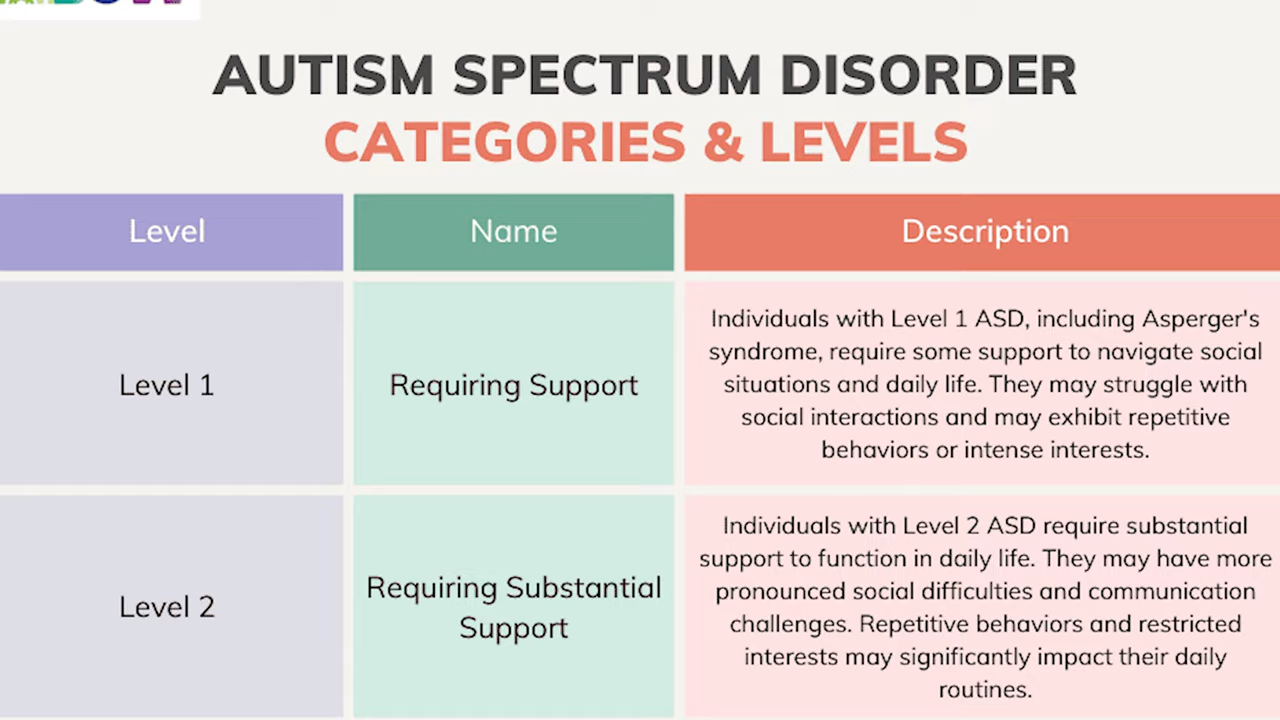 AUTISM SPECTRUM DISORDER
CATEGORIES & LEVELS
Level
Name
Description
Level 1
Requiring Support
Individuals with Level 1 ASD, including Asperger's
syndrome, require some support to navigate social
situations and daily life. They may struggle with
social interactions and may exhibit repetitive
behaviors or intense interests.
Level 2
Requiring Substantial
Support
Individuals with Level 2 ASD require substantial
support to function in daily life. They may have more
pronounced social difficulties and communication
challenges. Repetitive behaviors and restricted
interests may significantly impact their daily
routines.